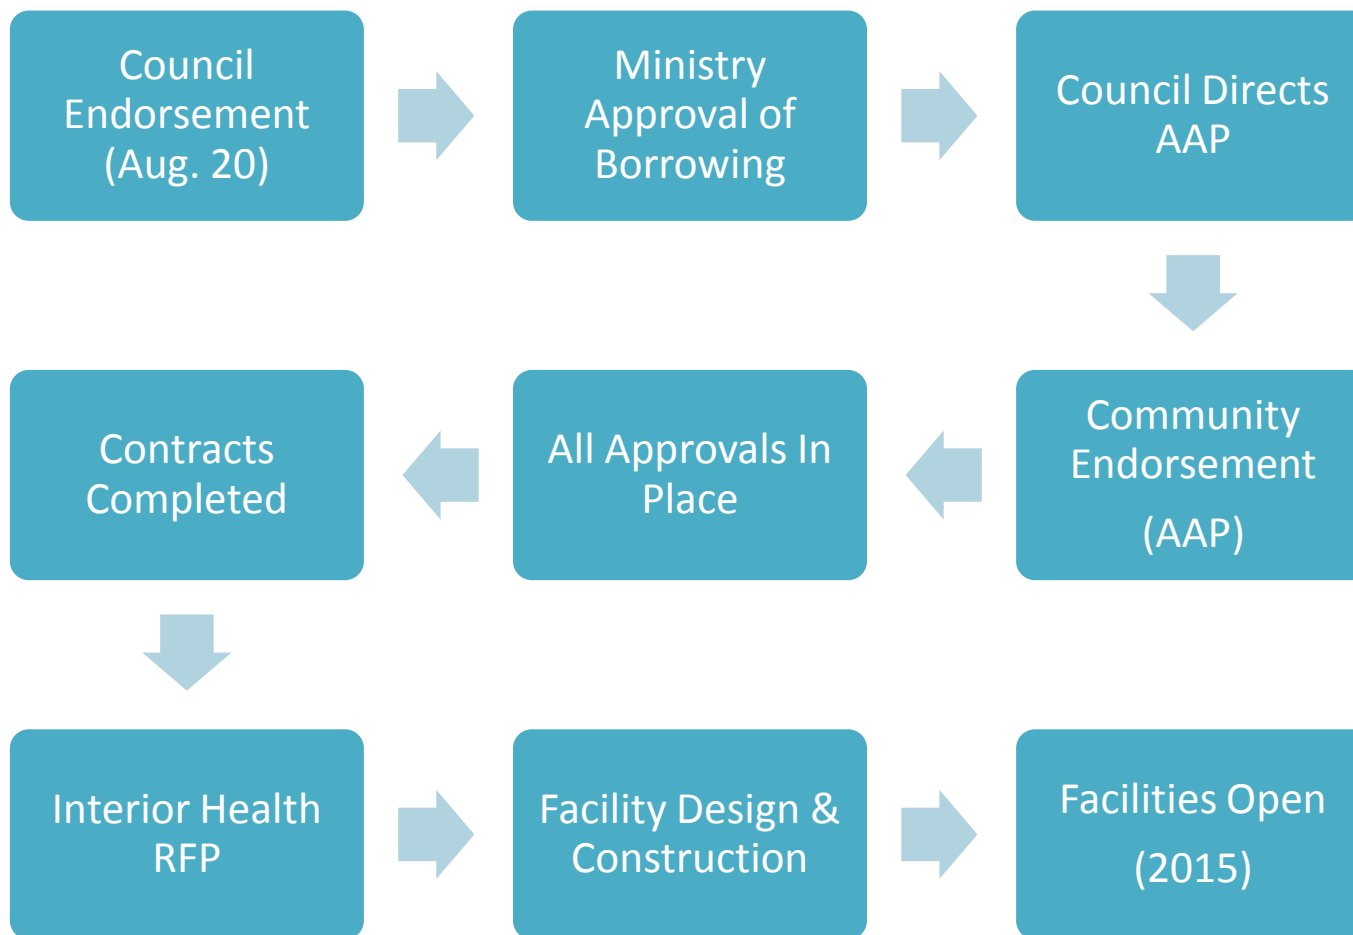 Council
Endorsement
(Aug. 20)
Ministry
Approval of
Borrowing
Council Directs
AAP
Community
Endorsement
(AAP)
All Approvals In
Place
Contracts
Completed
Interior Health
RFP
Facility Design &
Construction
Facilities Open
(2015)